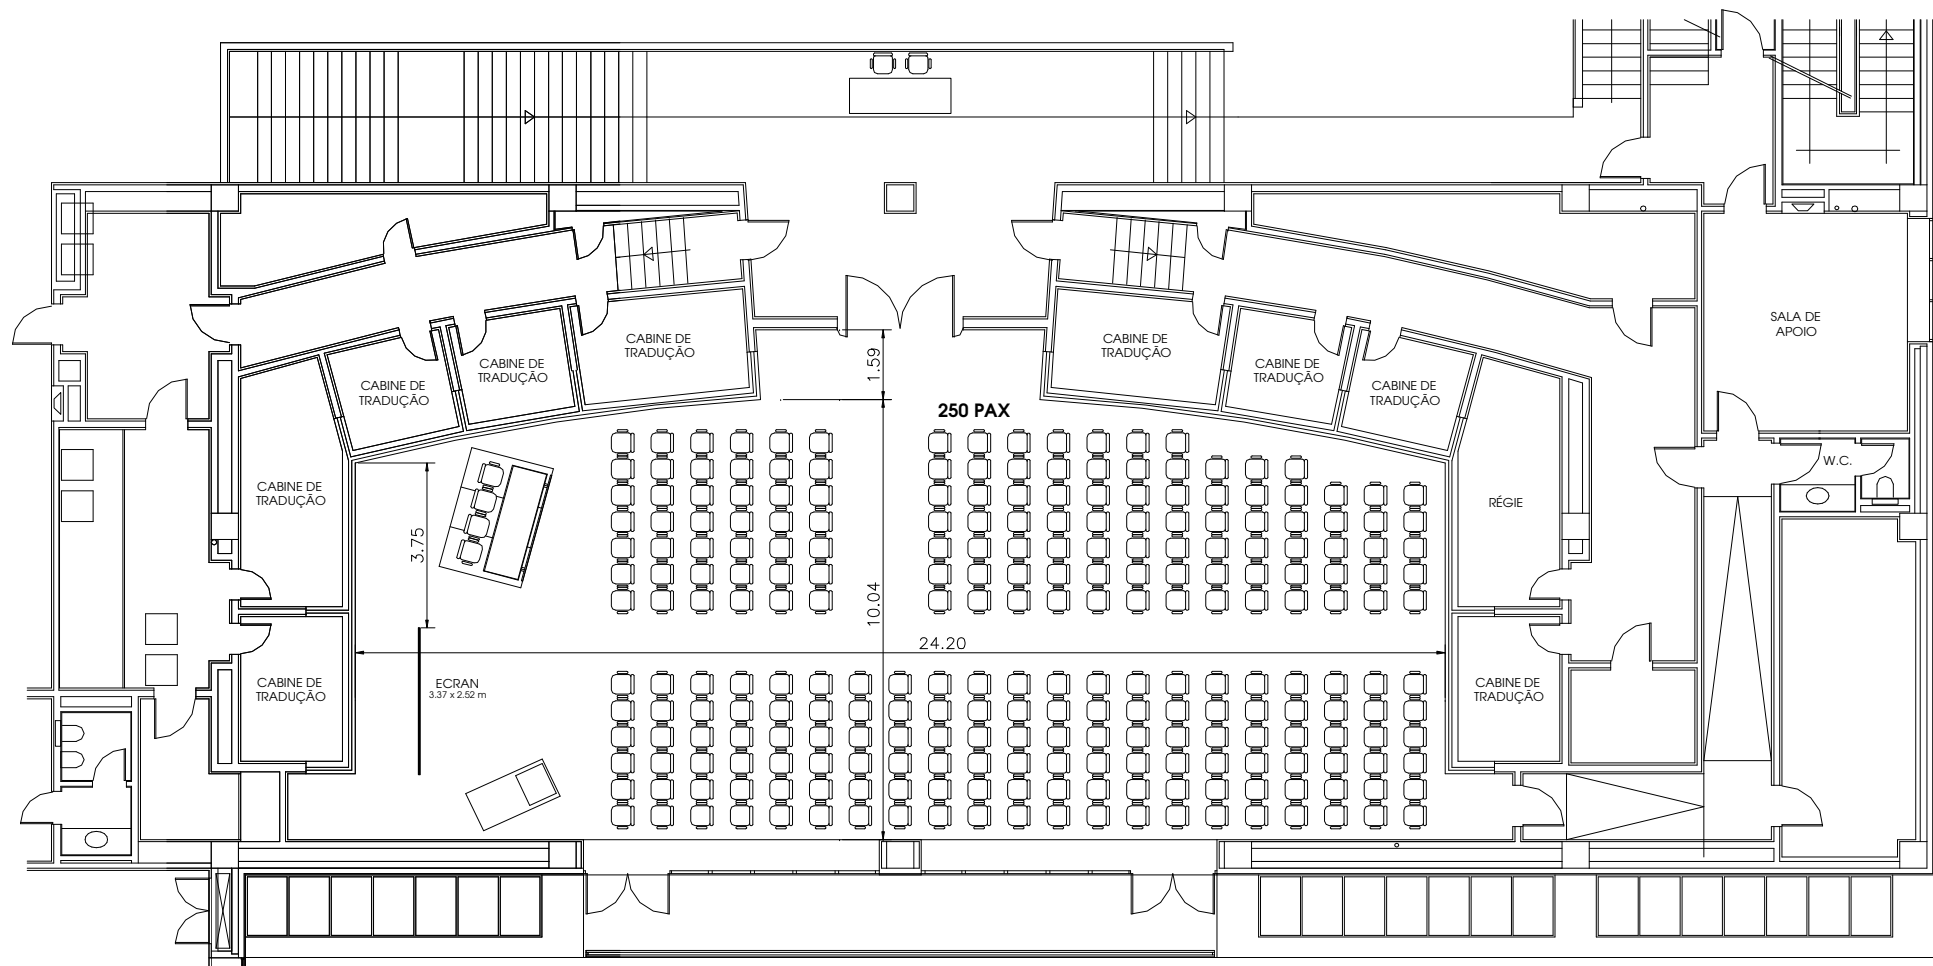 CABINE DE
TRADUÇÃO
CABINE DE
TRADUÇÃO
CABINE DE
TRADUÇÃO
CABINE DE
TRADUÇÃO
CABINE DE
TRADUÇÃO
1.59
250 PAX
CABINE DE
TRADUÇÃO
CABINE DE
TRADUÇÃO
CABINE DE
TRADUÇÃO
SALA DE
APOIO
W.C.
RÉGIE
3.75
10.04
24.20
ECRAN
3.37 x 2.52 m
CABINE DE
TRADUÇÃO